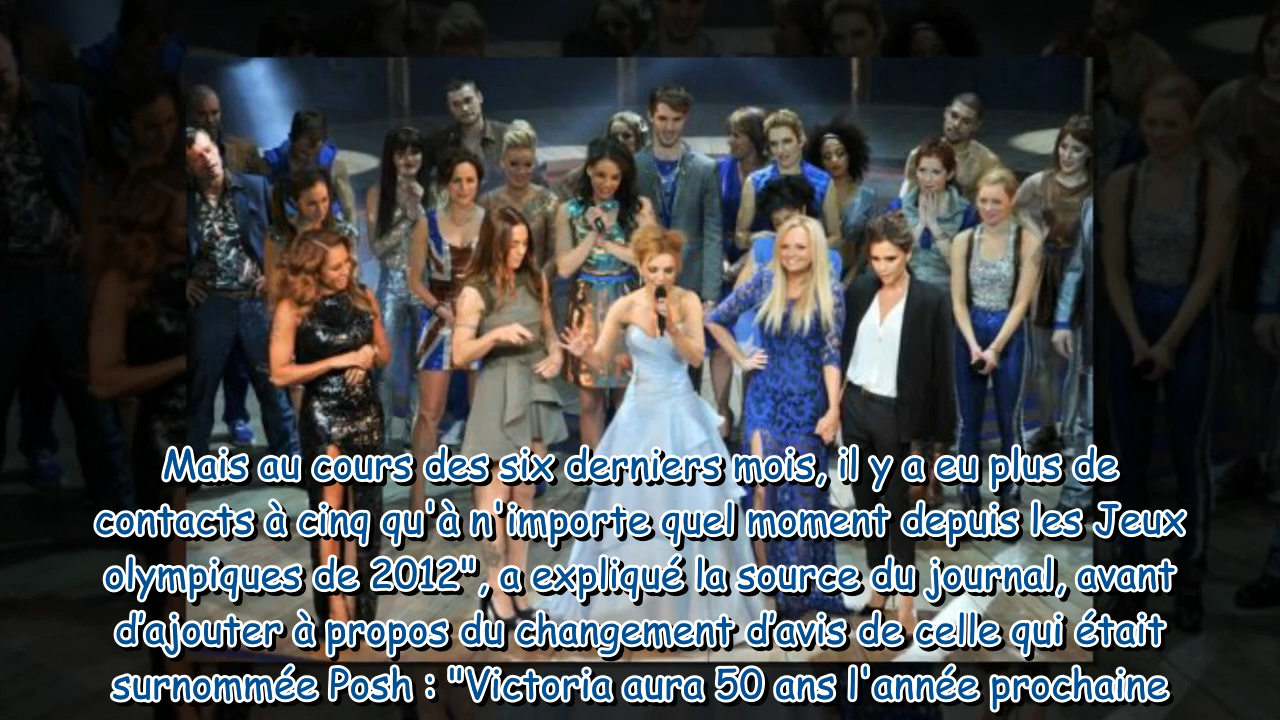 Mais au cours des six derniers mois, il y a eu plus de
contacts à cinq qu'à n'importe quel moment depuis les Jeux
olympiques de 2012", a expliqué la source du journal, avant
d’ajouter à propos du changement d’avis de celle qui était
surnommée Posh : "Victoria aura 50 ans l'année prochaine